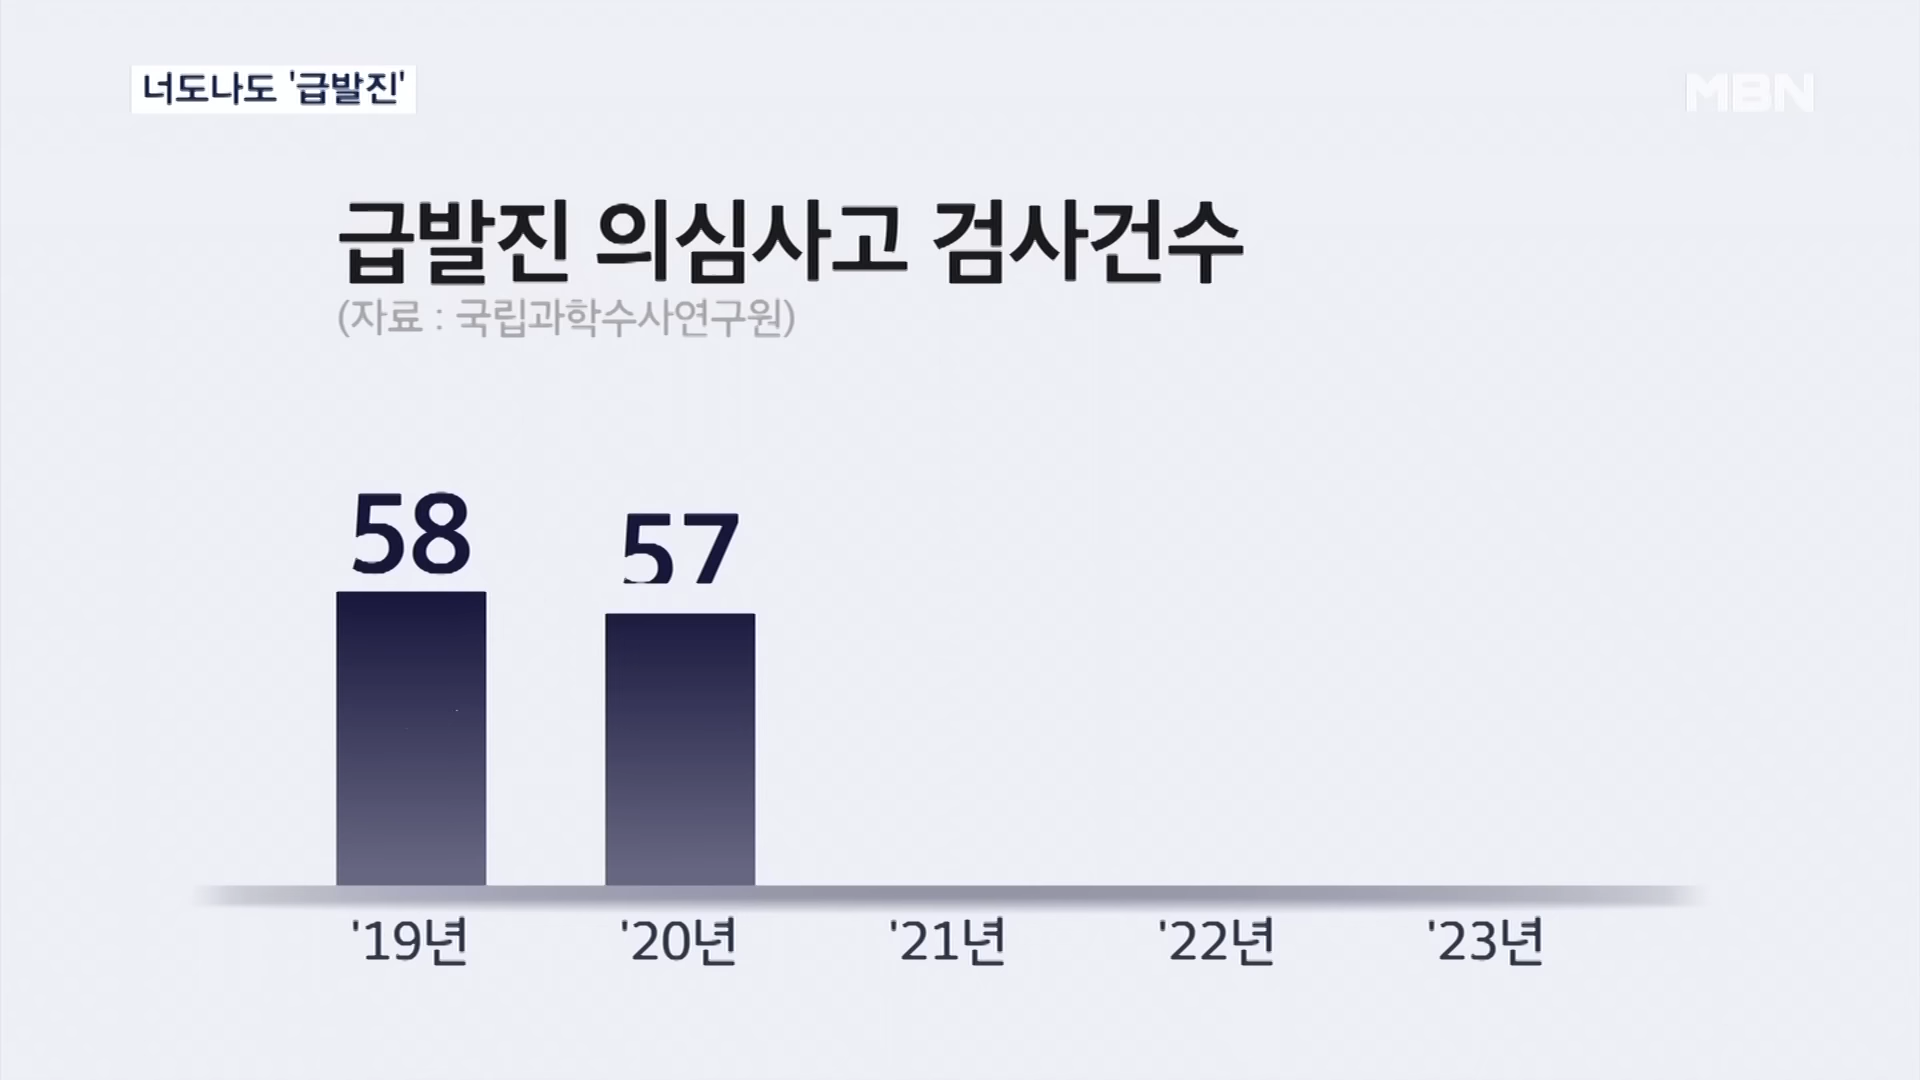 너도나도 '급발진'
MBN
급발진 의심사고 검사건수
(자료 : 국립과학수사연구원)
58
57
'19년 '20년 '21년 '22년 '23년